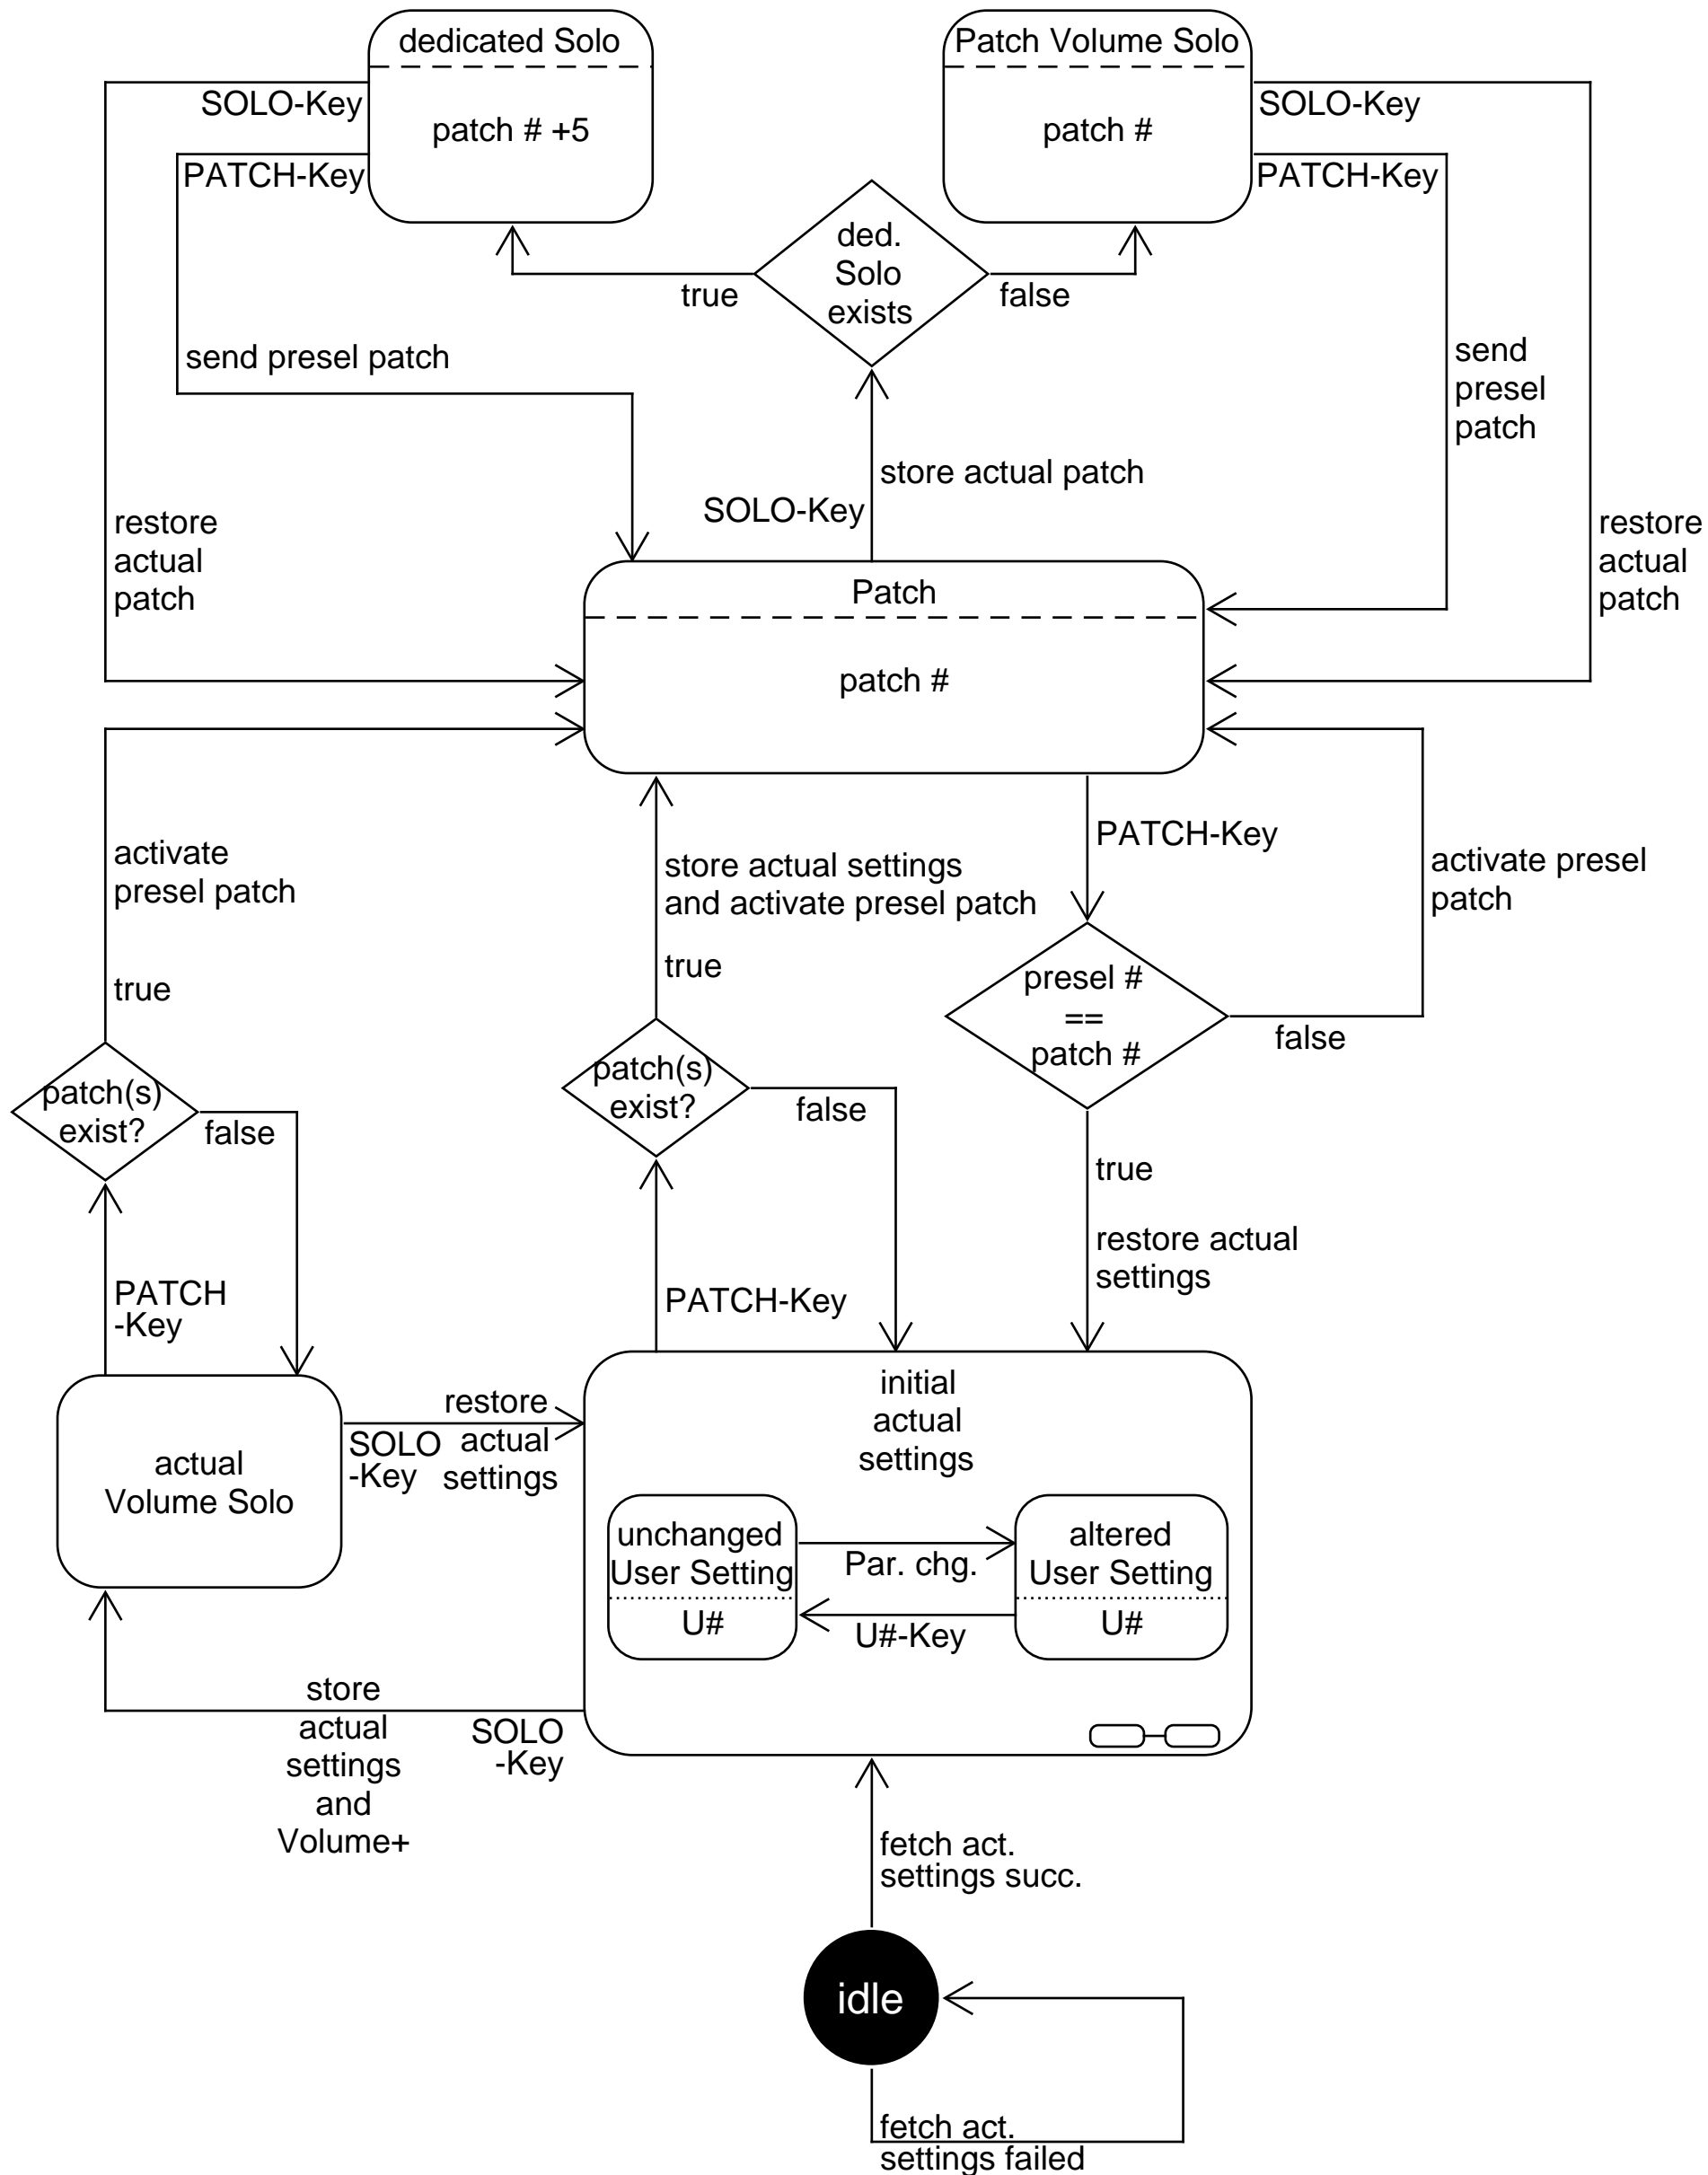 dedicated Solo
Patch Volume Solo
SOLO-Key
patch # +5
PATCH-Key
patch #
SOLO-Key
PATCH-Key
ded.
Solo
exists
true
false
send presel patch
send
presel
patch
store actual patch
SOLO-Key
restore
actual
patch
restore
actual
patch
Patch
patch #
activate
presel patch
true
store actual settings
and activate presel patch
true
PATCH-Key
activate presel
patch
presel #
==
patch #
false
patch(s)
exist?
false
patch(s)
exist?
false
true
restore actual
settings
PATCH
-Key
PATCH-Key
actual
Volume Solo
restore
actual
settings
SOLO
-Key
initial
actual
settings
unchanged
User Setting
U#
Par. chg.
U#-Key
altered
User Setting
U#
store
actual
settings
and
Volume+
SOLO
-Key
fetch act.
settings succ.
idle
fetch act.
settings failed